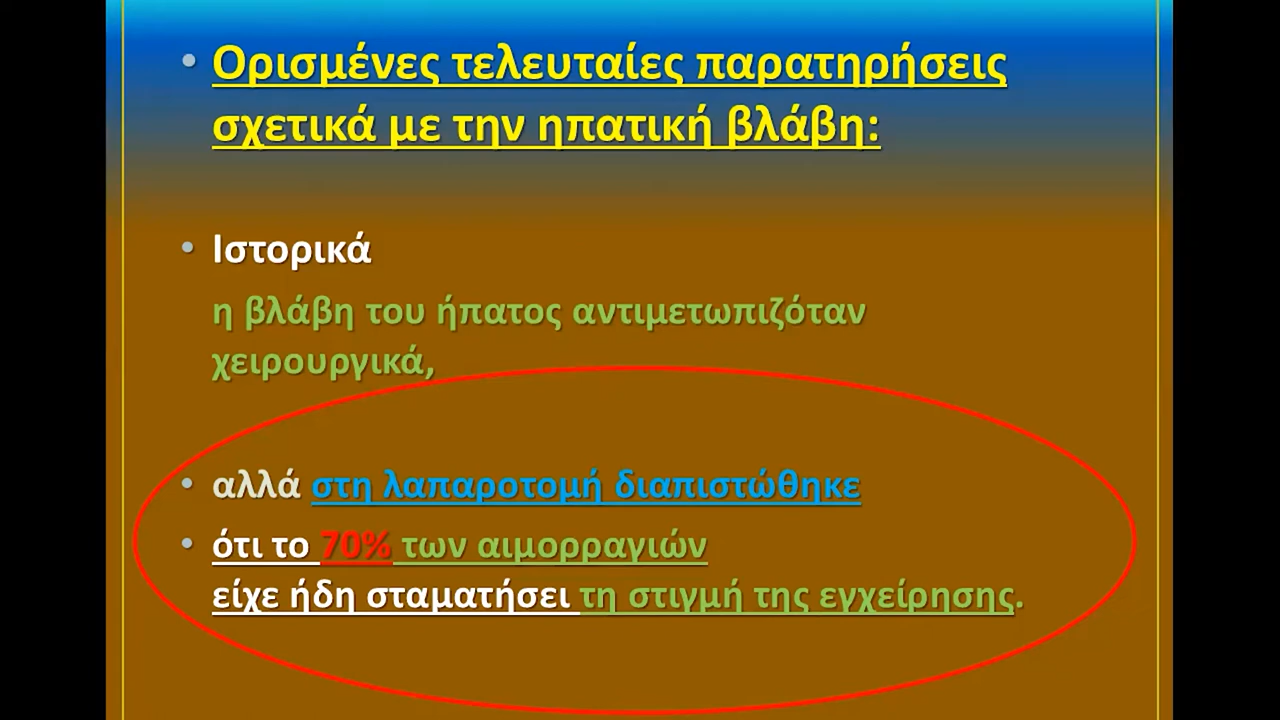 • Ορισμένες τελευταίες παρατηρήσεις
σχετικά με την ηπατική βλάβη:
• Ιστορικά
η βλάβη του ήπατος αντιμετωπιζόταν
χειρουργικά,
• αλλά στη λαπαροτομή διαπιστώθηκε
• ότι το 70% των αιμορραγιών
είχε ήδη σταματήσει τη στιγμή της εγχείρησης.